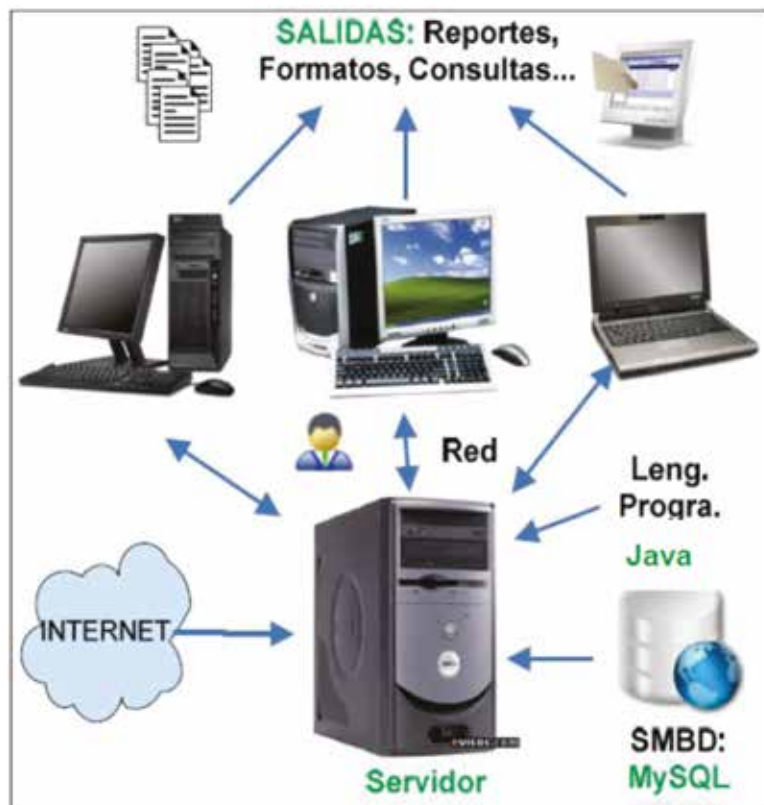 SALIDAS: Reportes,
Formatos, Consultas...
Red
Leng.
Progra.
Java
INTERNET
SMBD:
MySQL
Servidor